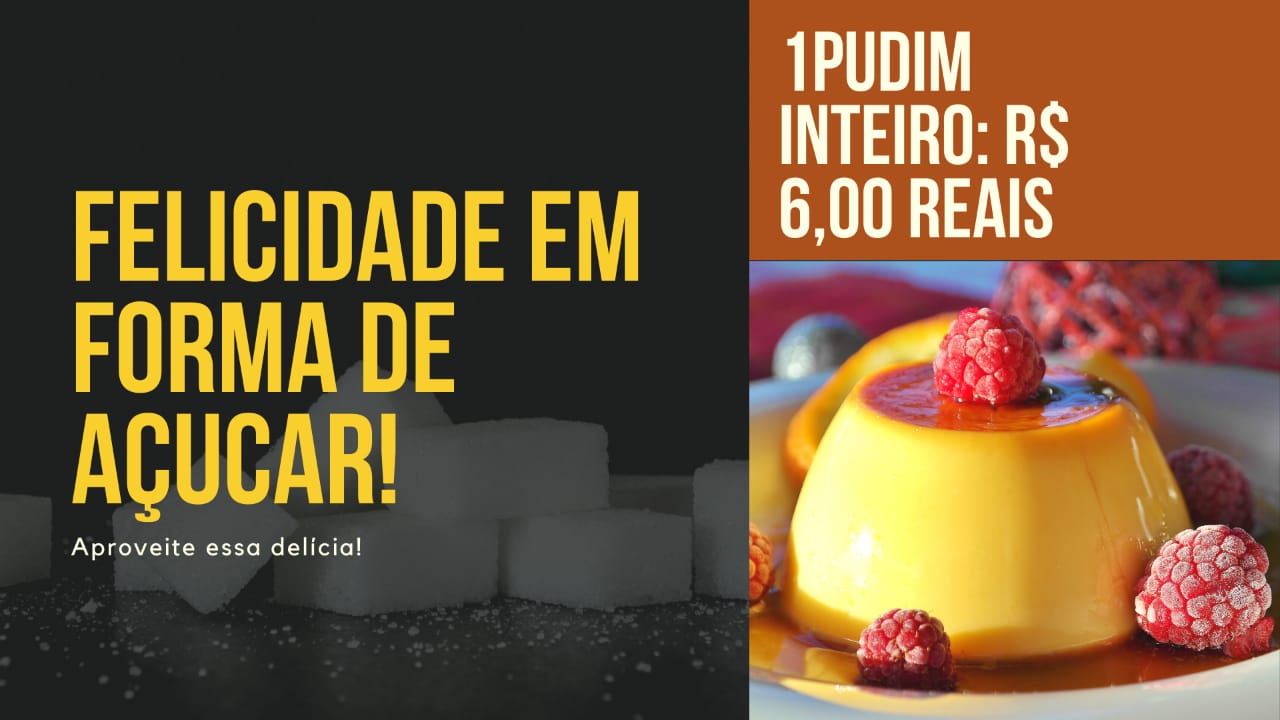 FELICIDADE EM
FORMA DE
AÇUCAR!
Aproveite essa delícia!
1PUDIM
INTEIRO: R$
6,00 REAIS